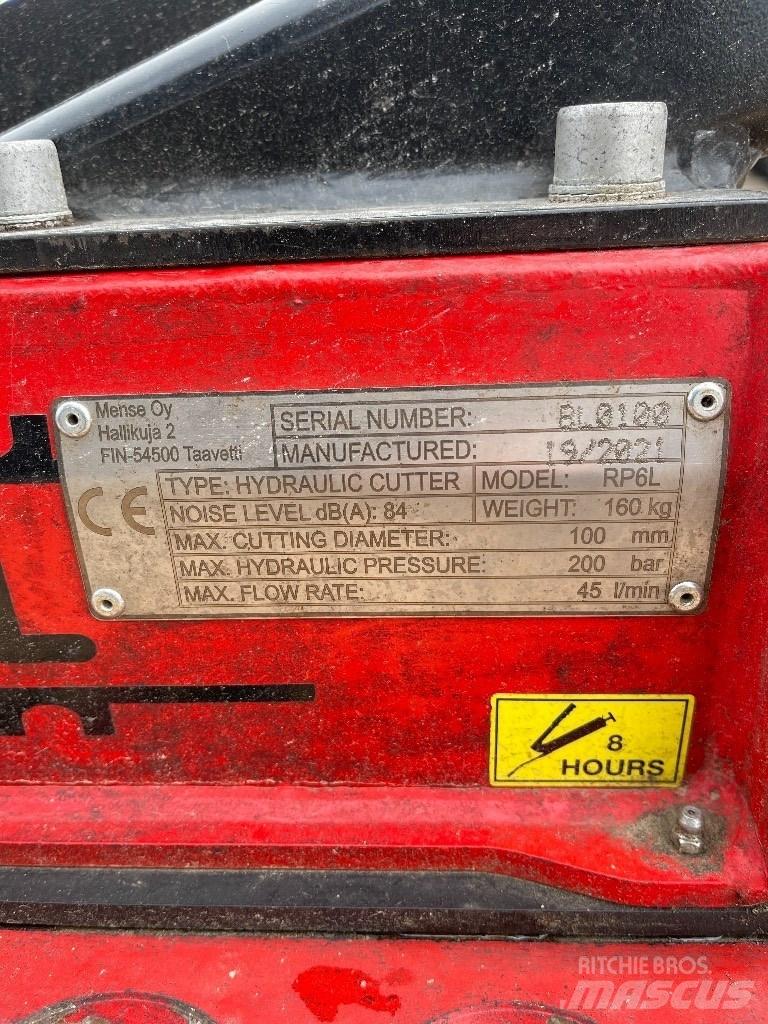 Mense Oy
Hallikuja 2
FIN-54500 Taavetti
SERIAL NUMBER: BL0100
MANUFACTURED: 19/2021
CE
TYPE: HYDRAULIC CUTTER MODEL: RP6L
NOISE LEVEL dB(A): 84 WEIGHT: 160 kg
MAX. CUTTING DIAMETER: 100 mm
MAX. HYDRAULIC PRESSURE: 200 bar
MAX. FLOW RATE: 45 l/min
8
HOURS
RITCHIE BROS.
mascus